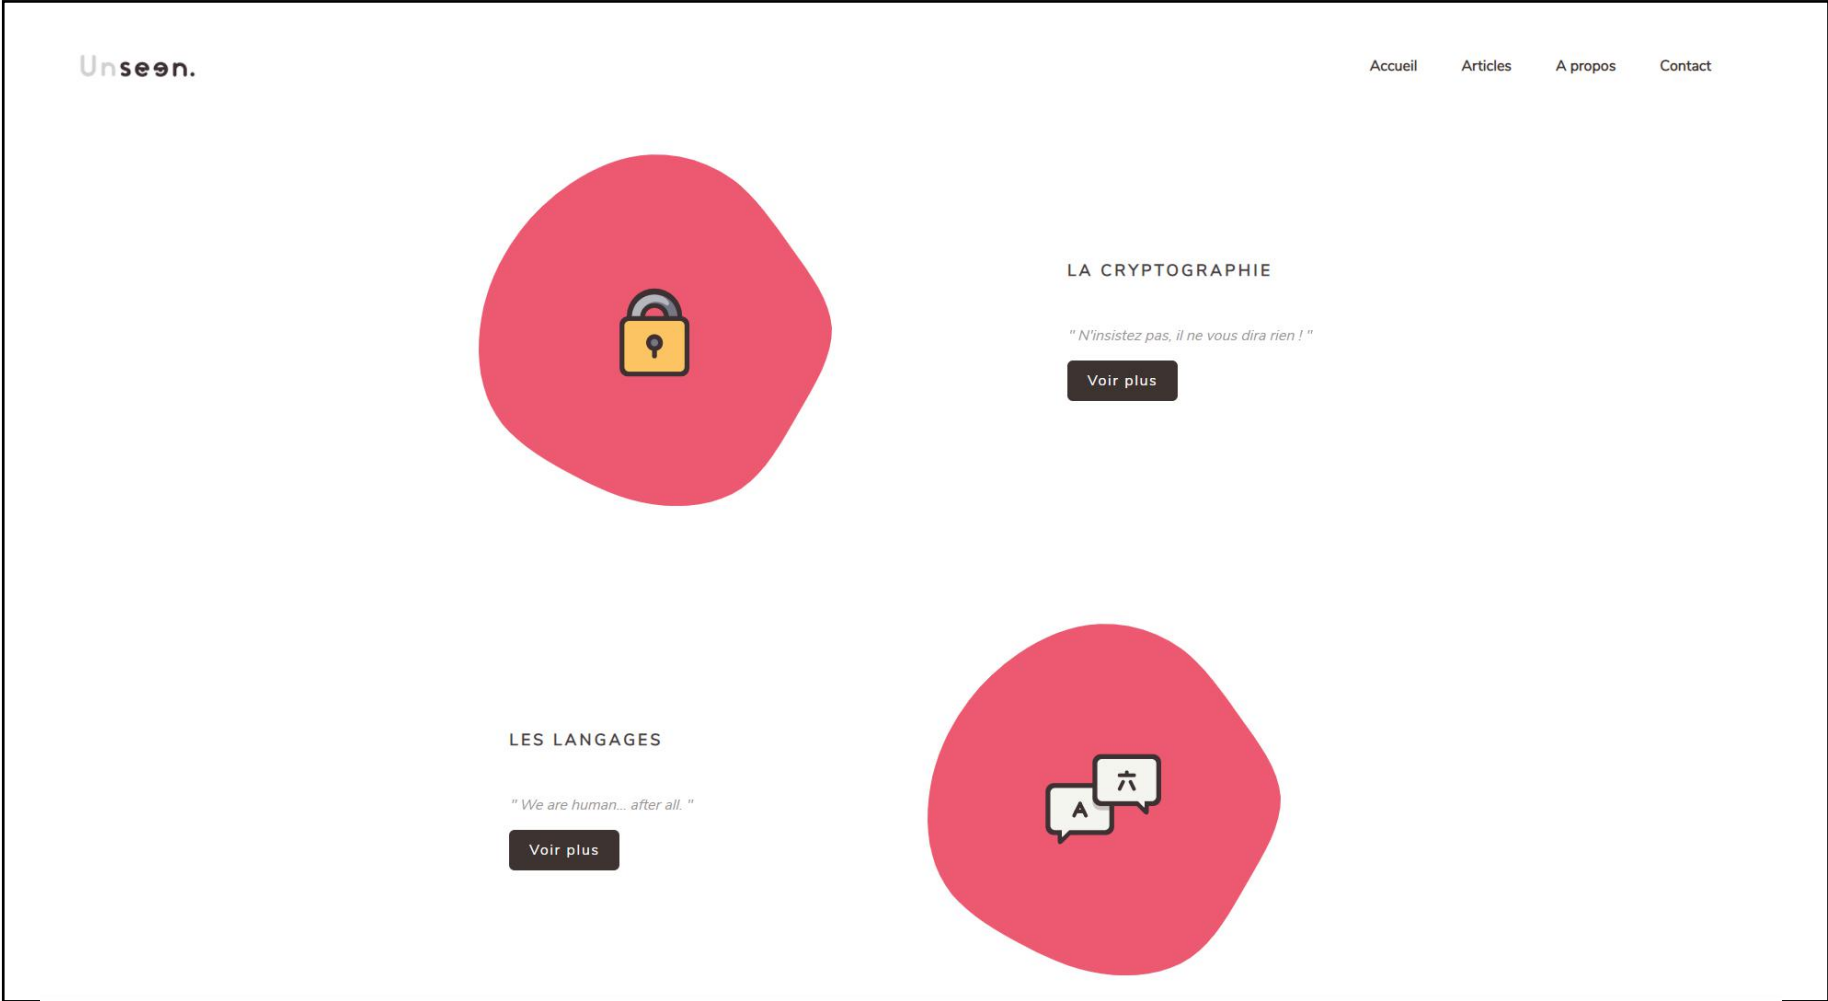 Unseen.
Accueil Articles A propos Contact
LA CRYPTOGRAPHIE
" N'insistez pas, il ne vous dira rien ! "
Voir plus
LES LANGAGES
" We are human... after all. "
Voir plus
六
A